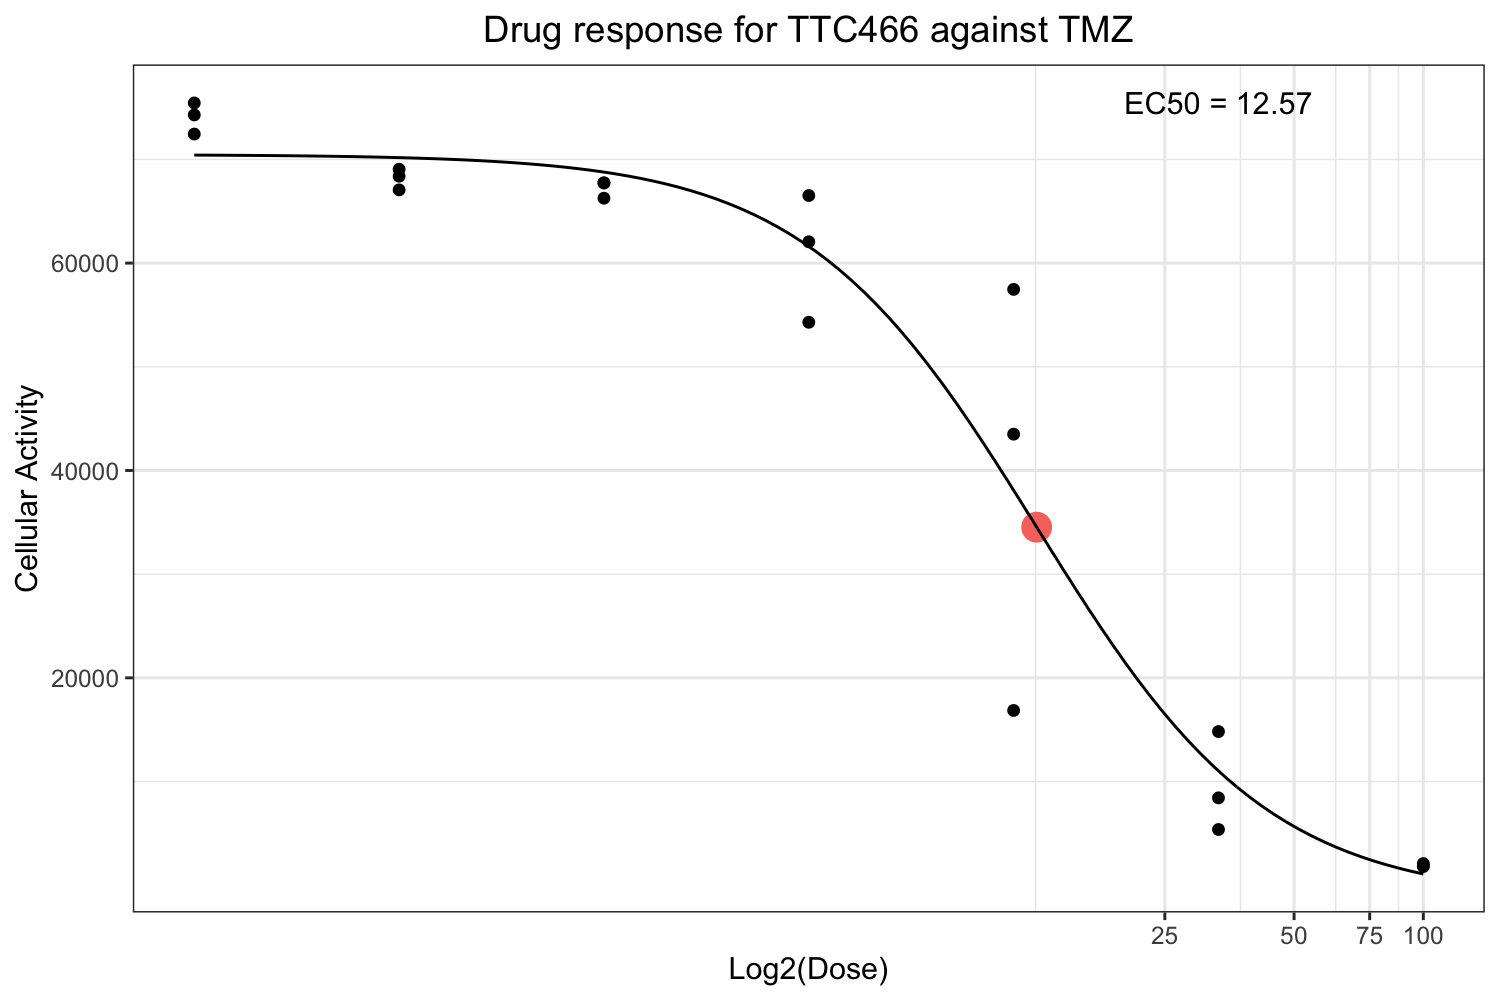 Drug response for TTC466 against TMZ
EC50 = 12.57
60000
40000
20000
Cellular Activity
25 50 75 100
Log2(Dose)